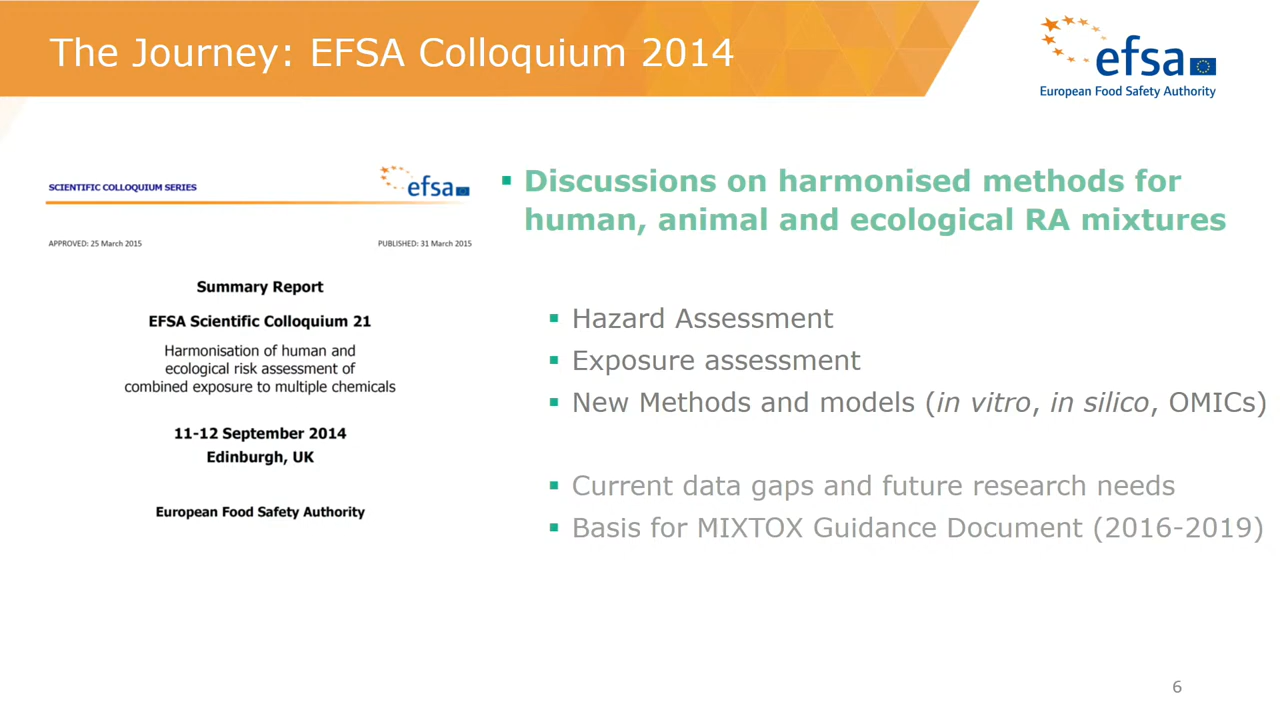 The Journey: EFSA Colloquium 2014
efsa
European Food Safety Authority
SCIENTIFIC COLLOQUIUM SERIES
efsa
APPROVED: 25 March 2015
PUBLISHED: 31 March 2015
Summary Report
EFSA Scientific Colloquium 21
Harmonisation of human and
ecological risk assessment of
combined exposure to multiple chemicals
11-12 September 2014
Edinburgh, UK
European Food Safety Authority
▪ Discussions on harmonised methods for
human, animal and ecological RA mixtures
▪ Hazard Assessment
▪ Exposure assessment
▪ New Methods and models (in vitro, in silico, OMICs)
▪ Current data gaps and future research needs
▪ Basis for MIXTOX Guidance Document (2016-2019)
6